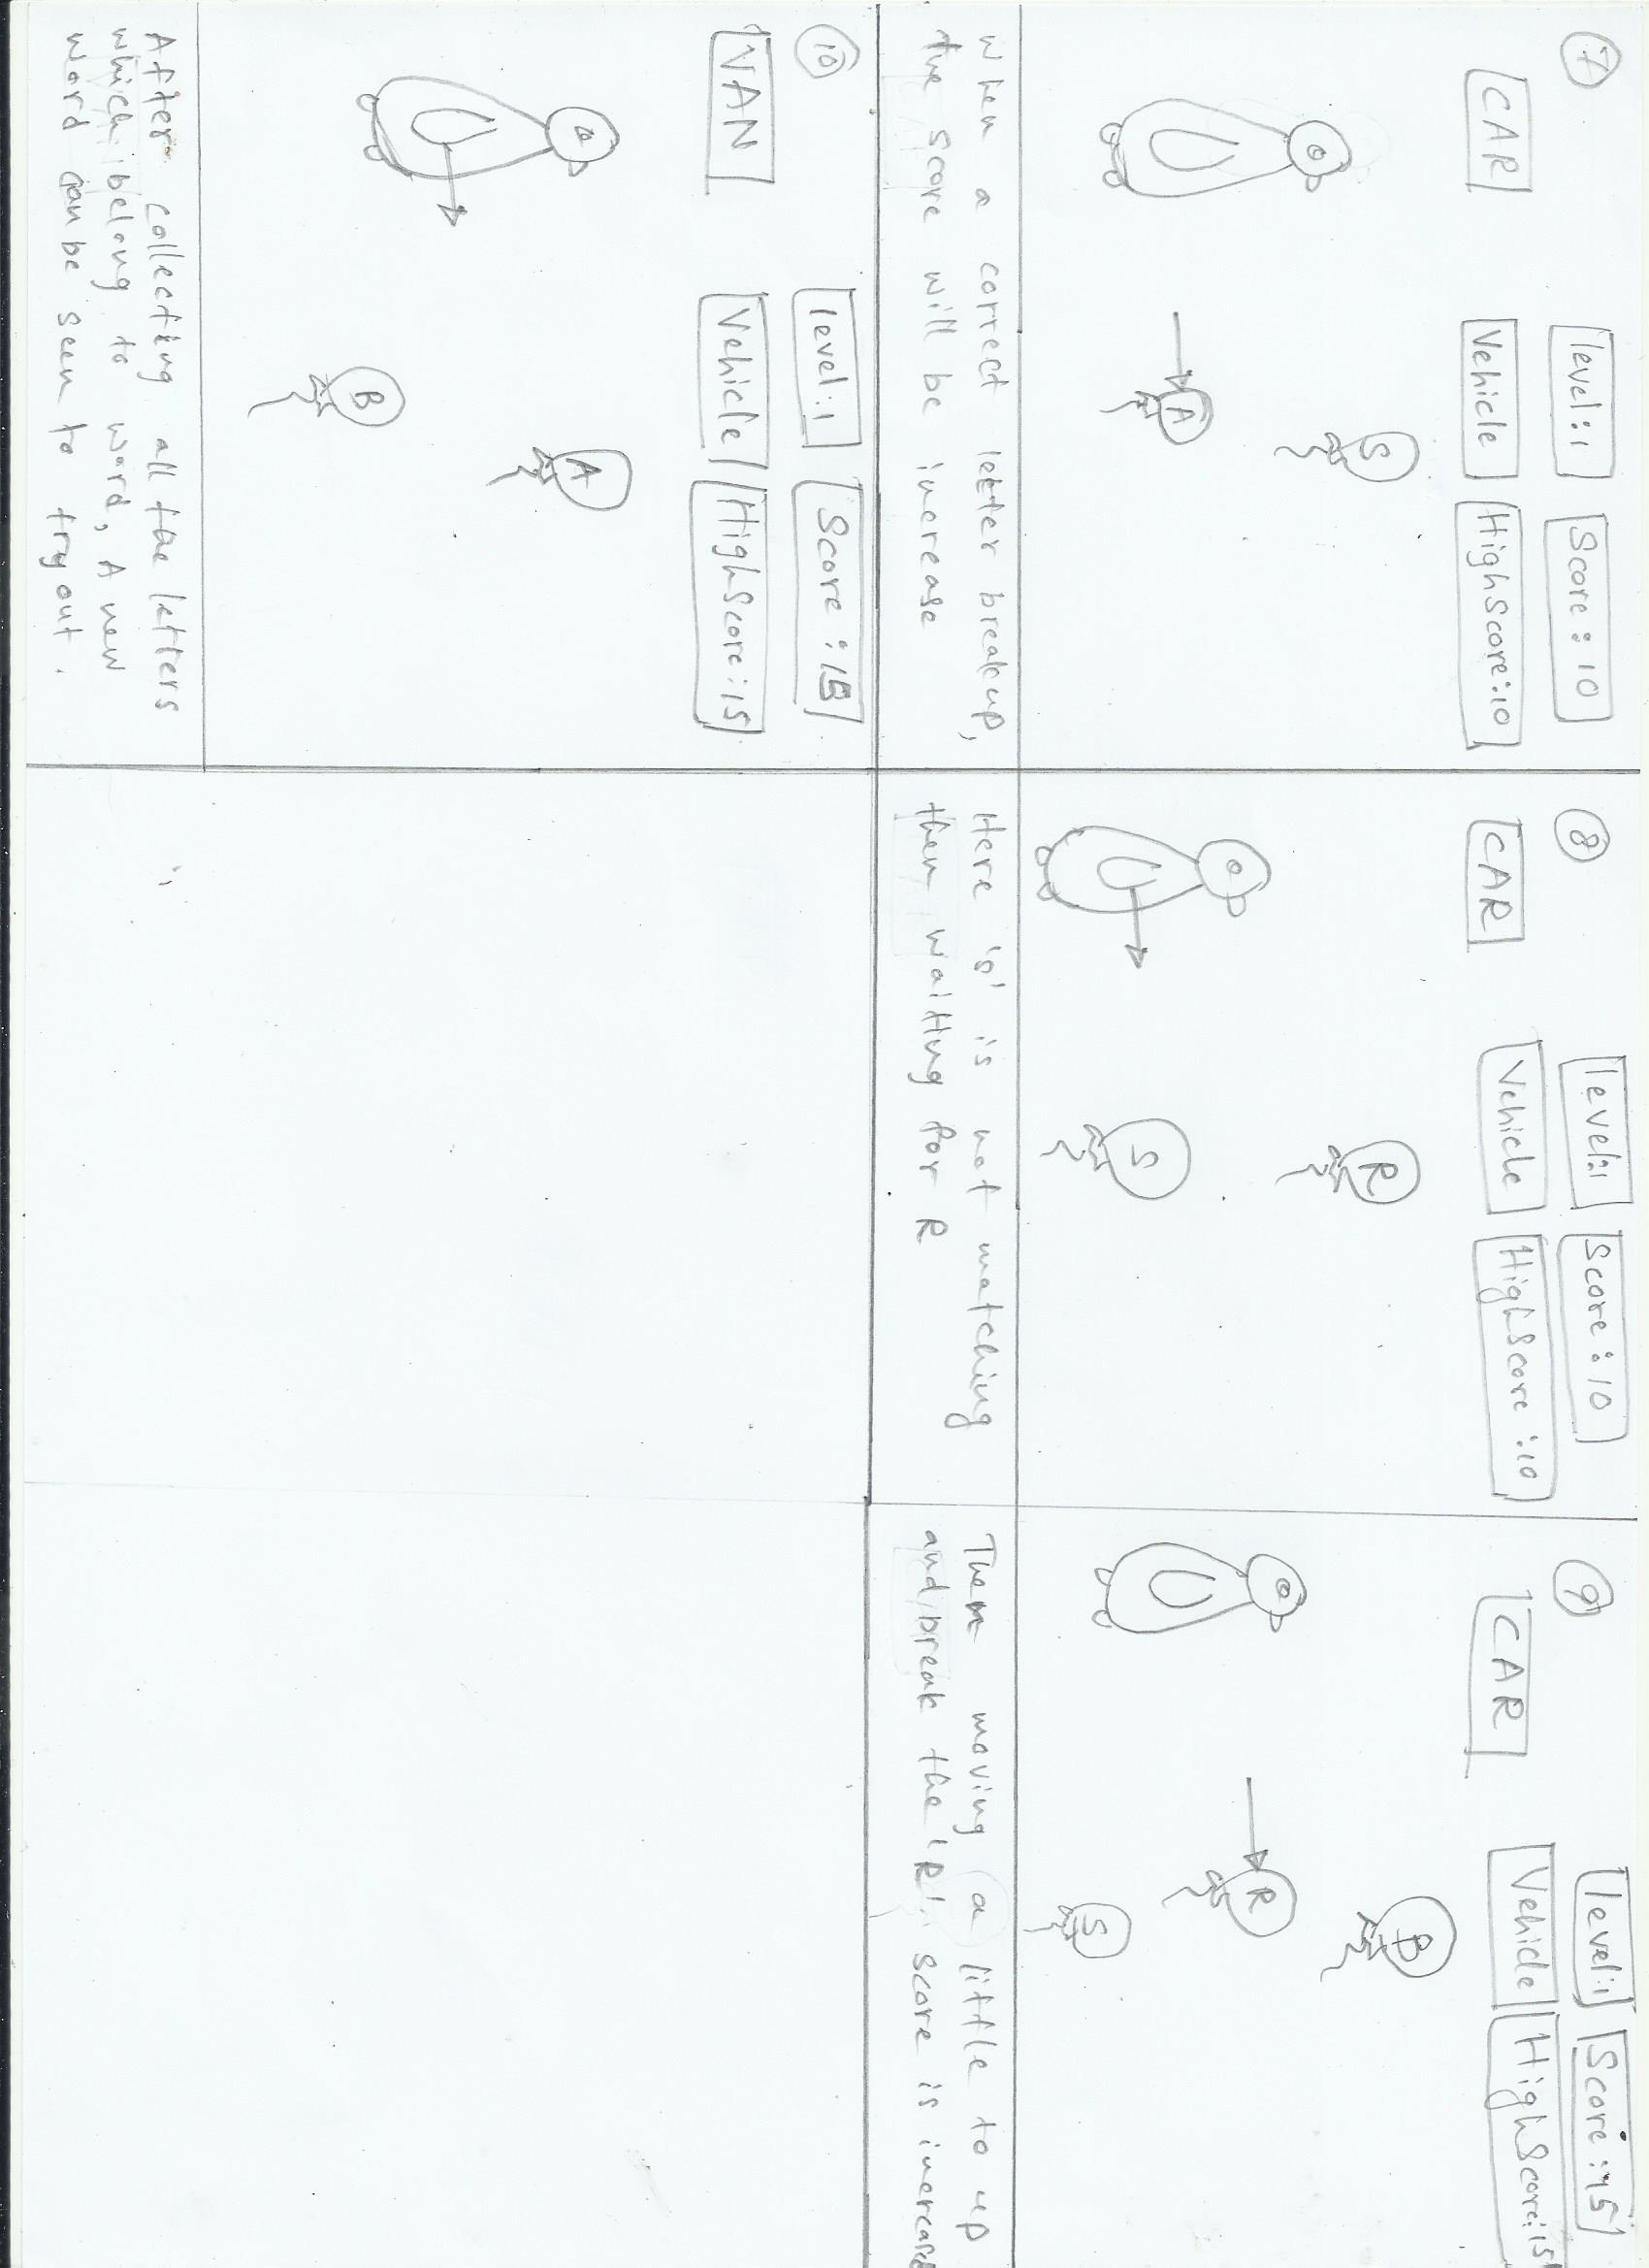 7
level:1
Score:10
CAR
Vehicle
HighScore:10
S
A
When a correct letter breakup,
the score will be increase
8
level:1
Score:10
CAR
Vehicle
HighScore:10
R
S
Here 's' is not matching
then waiting for R
9
level:1
Score:15
CAR
Vehicle
HighScore:15
R
S
Then moving a little to up
and break the 'R'. score is increase
10
level:1
Score:15
VAN
Vehicle
HighScore:15
A
B
After collecting all the letters
which belong to word, A new
word can be seen to try out.